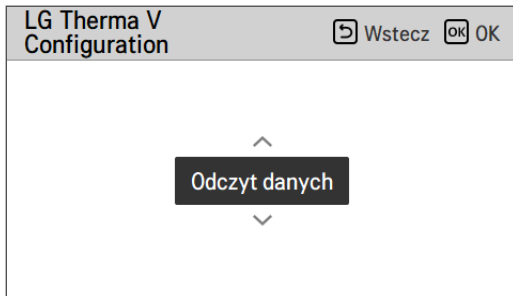 LG Therma V
Configuration
Wstecz OK OK
Odczyt danych